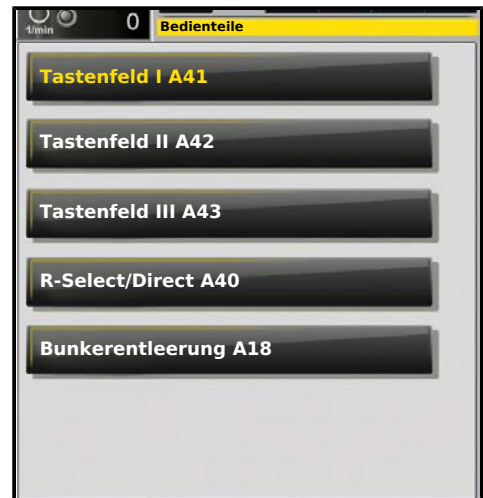 1/min
0
Bedienteile
Tastenfeld I A41
Tastenfeld II A42
Tastenfeld III A43
R-Select/Direct A40
Bunkerentleerung A18